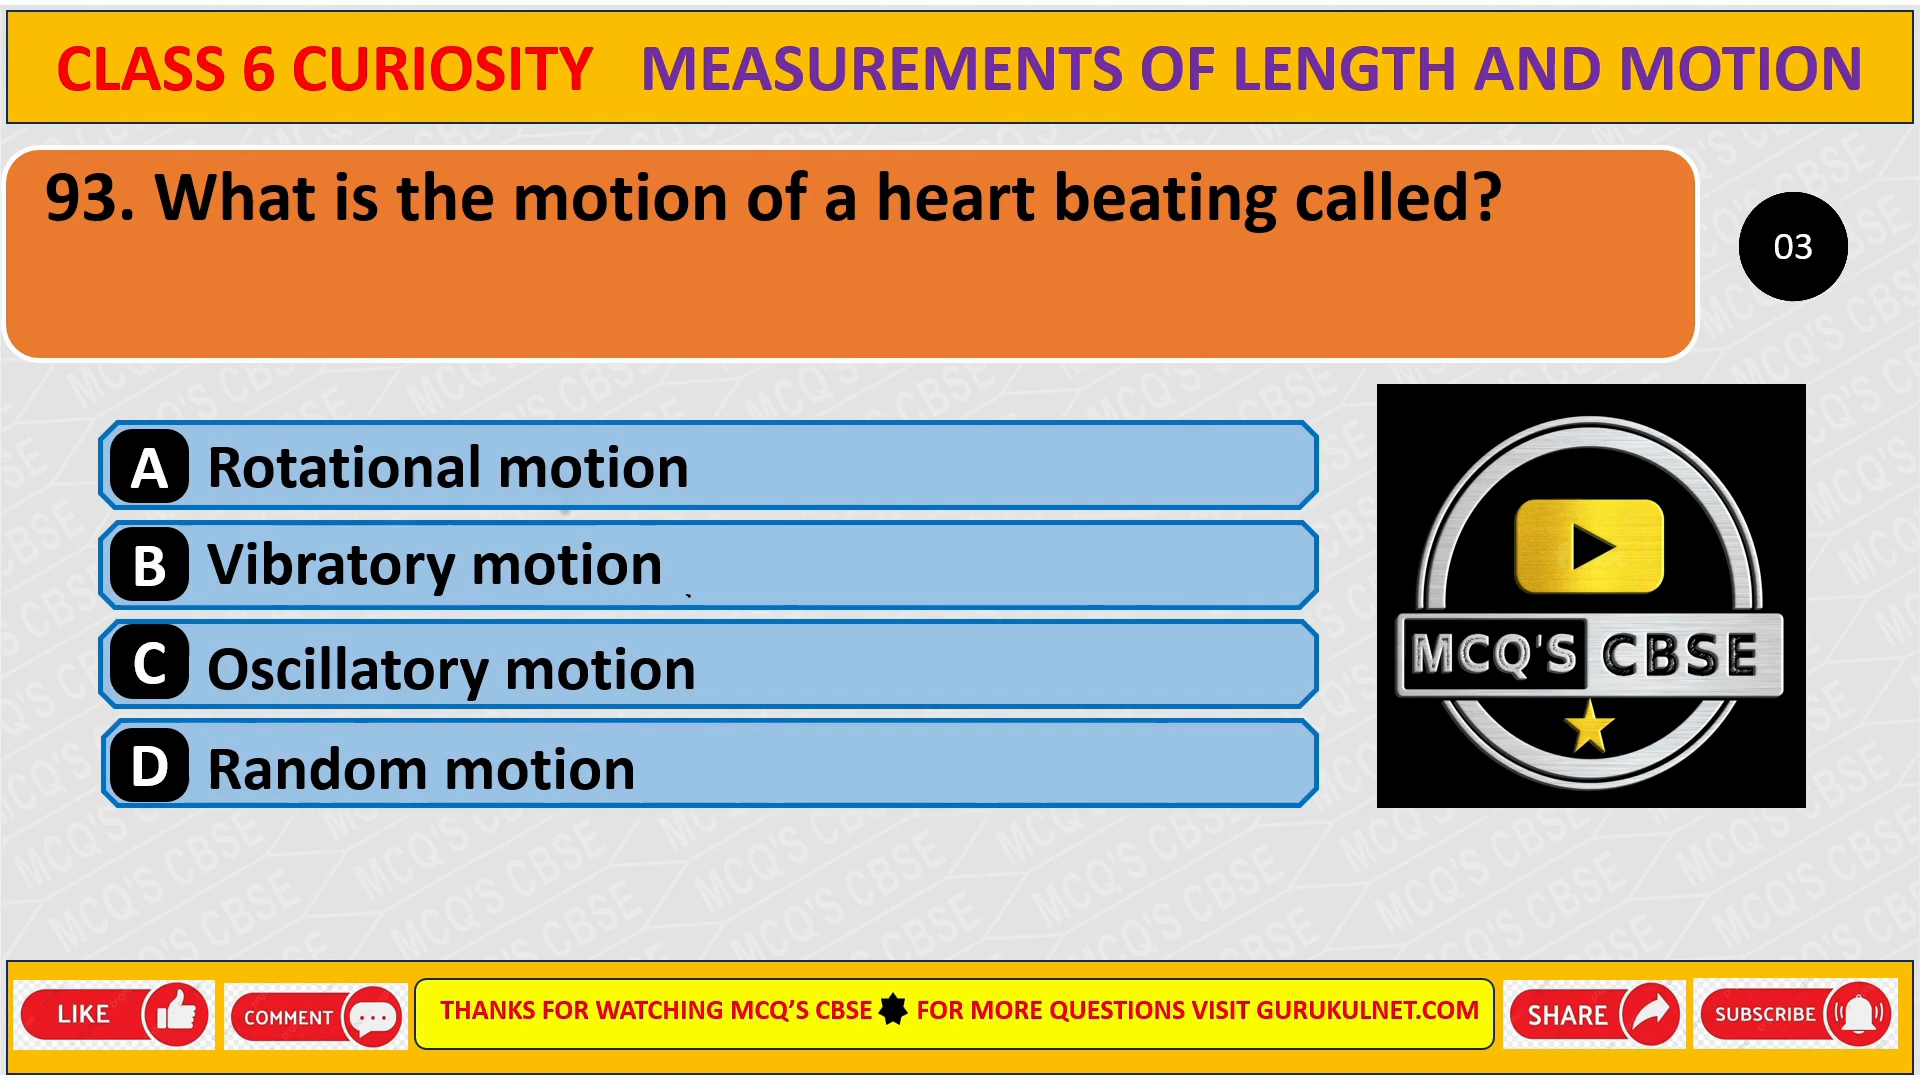 CLASS 6 CURIOSITY MEASUREMENTS OF LENGTH AND MOTION
93. What is the motion of a heart beating called?
03
A Rotational motion
B Vibratory motion
C Oscillatory motion
D Random motion
MCQ'S CBSE
LIKE
COMMENT
THANKS FOR WATCHING MCQ’S CBSE FOR MORE QUESTIONS VISIT GURUKULNET.COM
SHARE
SUBSCRIBE